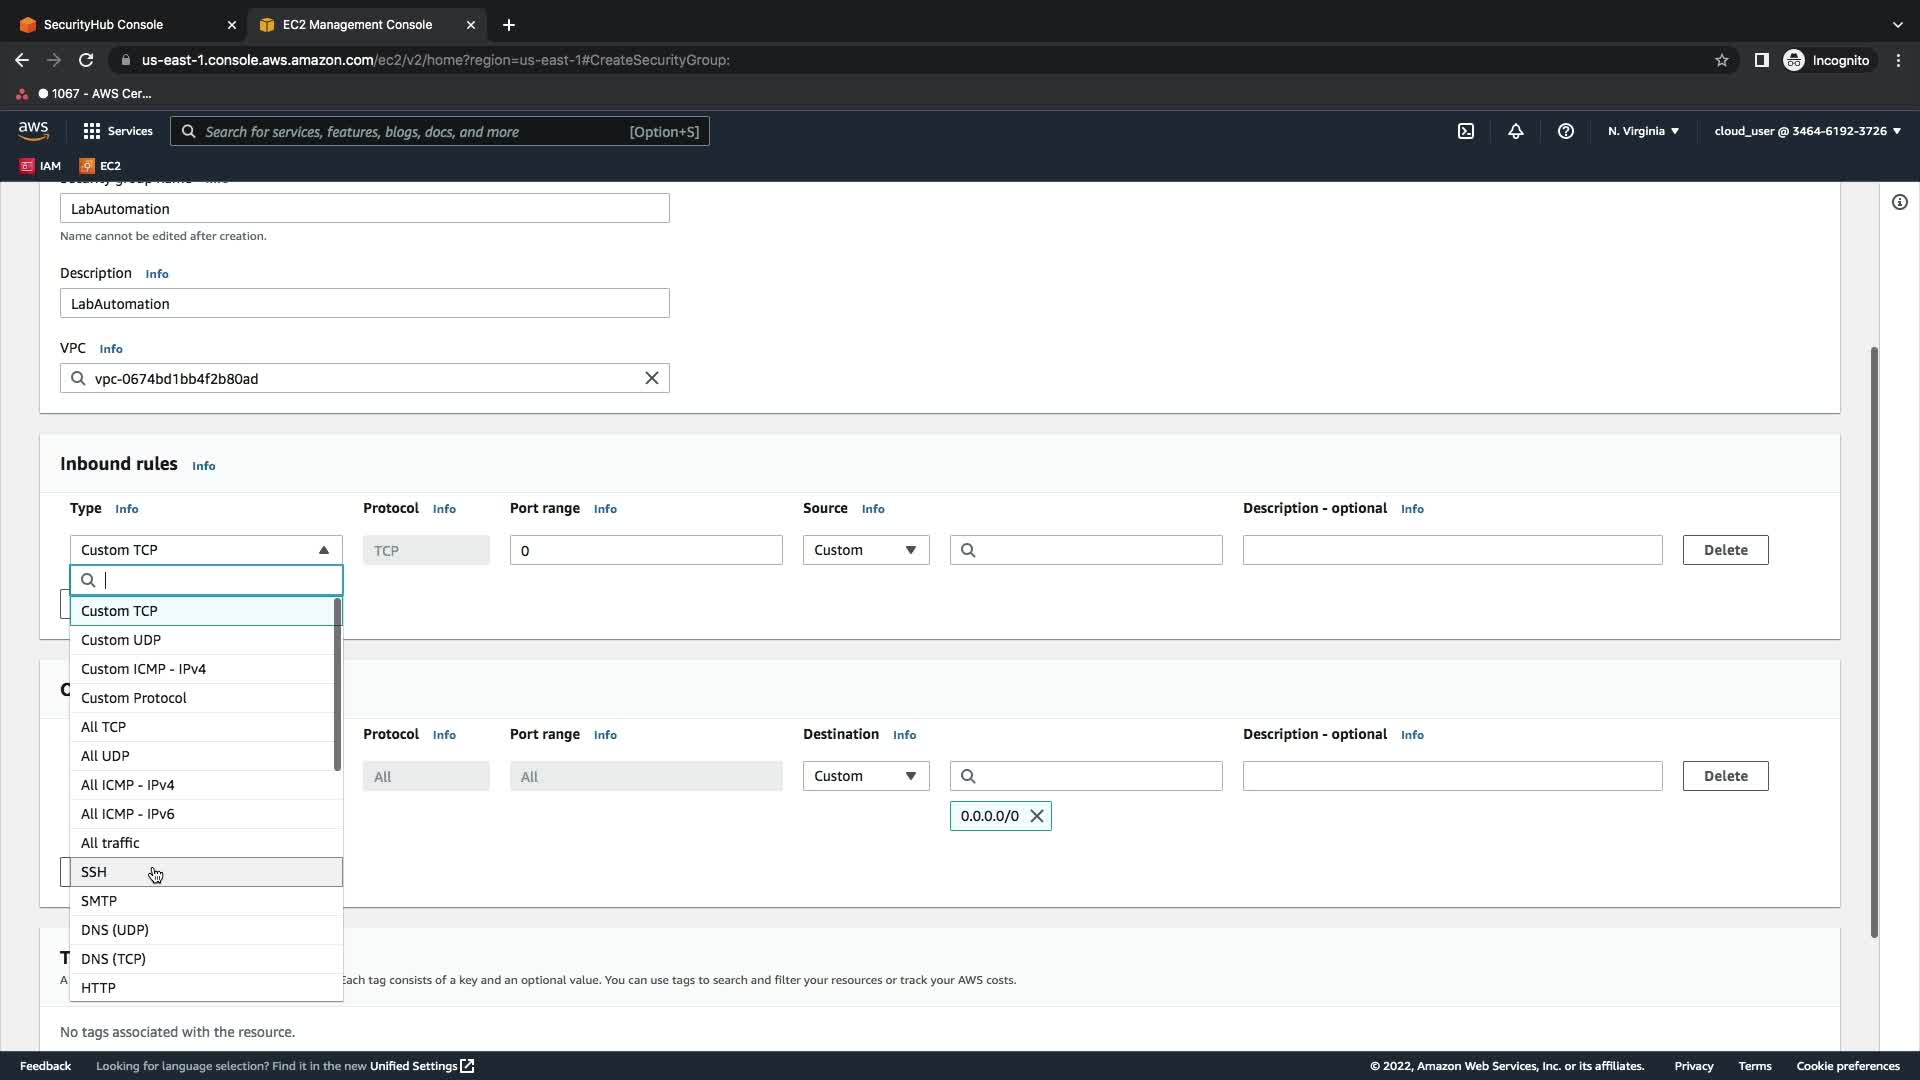 SecurityHub Console
EC2 Management Console
us-east-1.console.aws.amazon.com/ec2/v2/home?region=us-east-1#CreateSecurityGroup:
Incognito
1067 - AWS Cer...
aws
Services
Search for services, features, blogs, docs, and more
[Option+S]
N. Virginia
cloud_user @ 3464-6192-3726
IAM
EC2
LabAutomation
Name cannot be edited after creation.
Description Info
LabAutomation
VPC Info
vpc-0674bd1bb4f2b80ad
Inbound rules Info
Type Info Protocol Info Port range Info Source Info Description - optional Info
Custom TCP TCP 0 Custom Delete
Custom TCP
Custom UDP
Custom ICMP - IPv4
Custom Protocol
All TCP
Protocol Info Port range Info Destination Info Description - optional Info
All UDP
All All Custom Delete
All ICMP - IPv4
All ICMP - IPv6
0.0.0.0/0
All traffic
SSH
SMTP
DNS (UDP)
DNS (TCP)
Each tag consists of a key and an optional value. You can use tags to search and filter your resources or track your AWS costs.
HTTP
No tags associated with the resource.
Feedback Looking for language selection? Find it in the new Unified Settings © 2022, Amazon Web Services, Inc. or its affiliates. Privacy Terms Cookie preferences